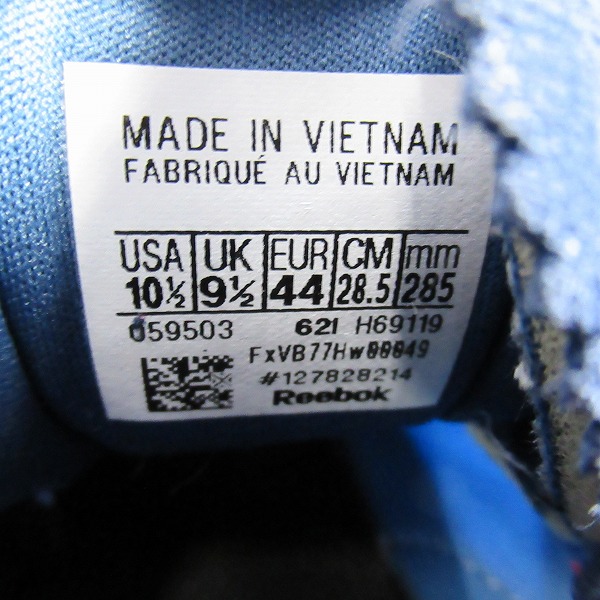 MADE IN VIETNAM
FABRIQUÉ AU VIETNAM
USA UK EUR CM mm
10½ 9½ 44 28.5 285
059503 621 H69119
FxVB77Hw00049
#127828214
Reebok